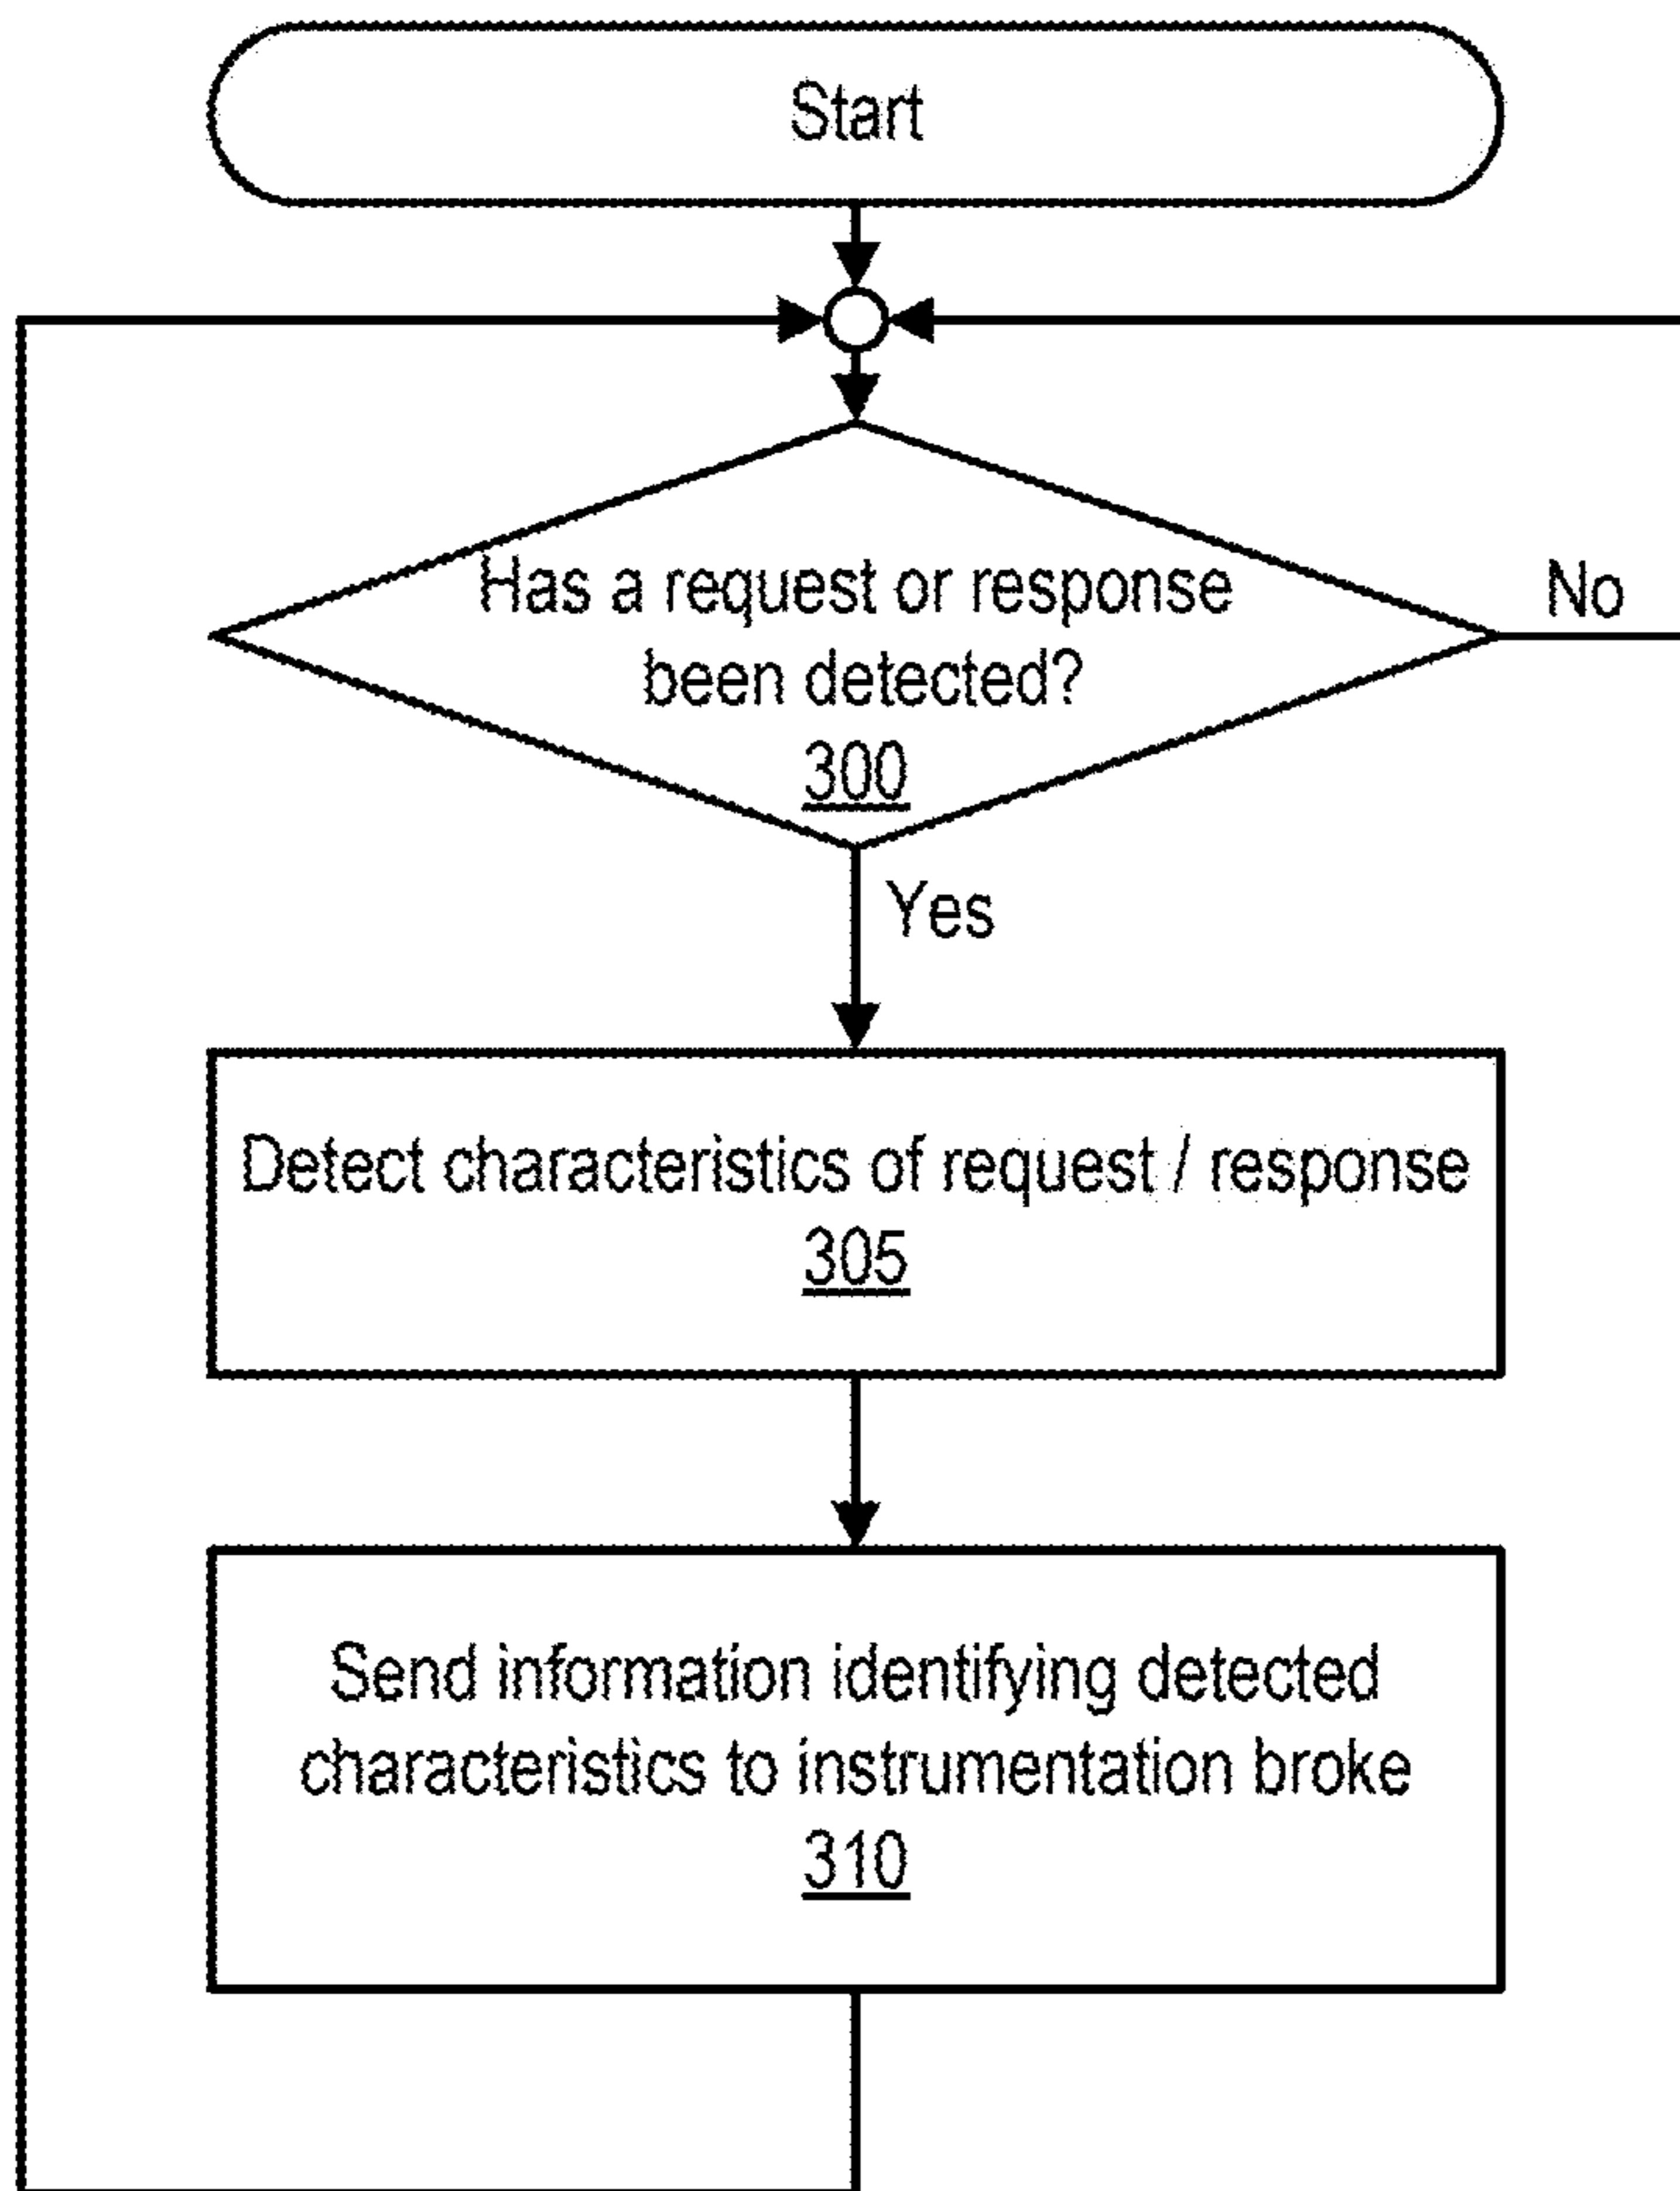 Start
Has a request or response
been detected?
300
No
Yes
Detect characteristics of request / response
305
Send information identifying detected
characteristics to instrumentation broke
310